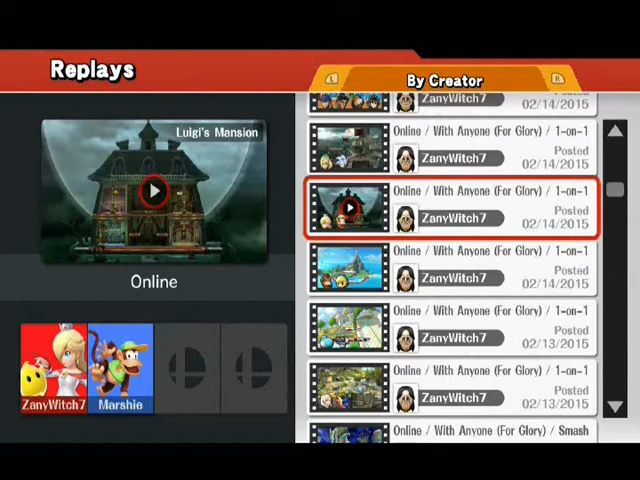 Replays
L
By Creator
R
Luigi's Mansion
Online
ZanyWitch7
Marshie
Posted
ZanyWitch7
02/14/2015
Online / With Anyone (For Glory) / 1-on-1
Posted
ZanyWitch7
02/14/2015
Online / With Anyone (For Glory) / 1-on-1
Posted
ZanyWitch7
02/14/2015
Online / With Anyone (For Glory) / 1-on-1
Posted
ZanyWitch7
02/14/2015
Online / With Anyone (For Glory) / 1-on-1
Posted
ZanyWitch7
02/13/2015
Online / With Anyone (For Glory) / 1-on-1
Posted
ZanyWitch7
02/13/2015
Online / With Anyone (For Glory) / Smash